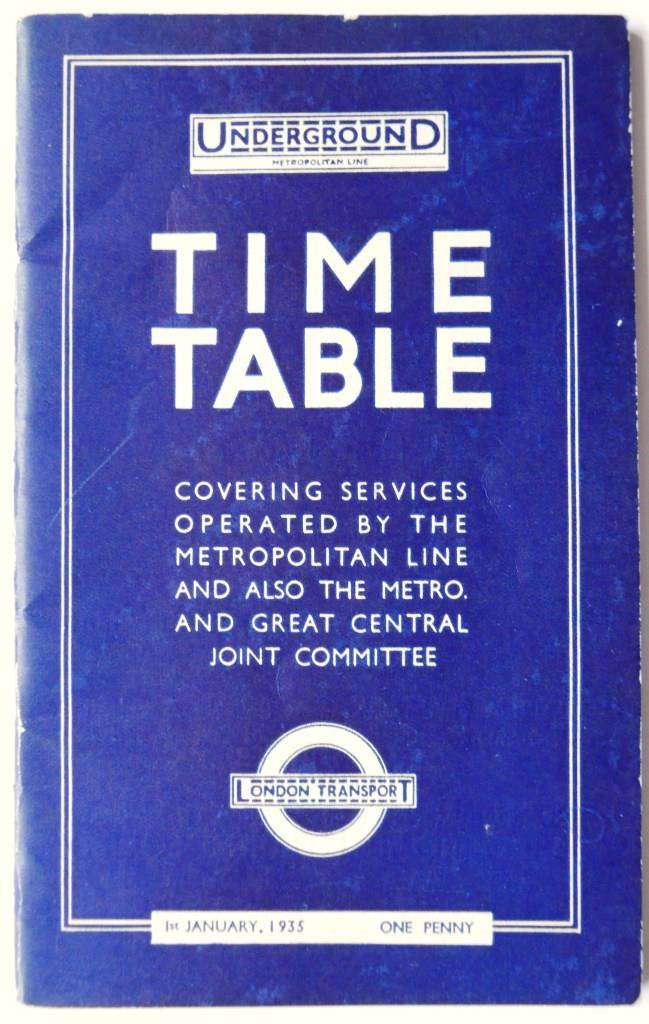 UNDERGROUND
METROPOLITAN LINE
TIME
TABLE
COVERING SERVICES
OPERATED BY THE
METROPOLITAN LINE
AND ALSO THE METRO.
AND GREAT CENTRAL
JOINT COMMITTEE
LONDON TRANSPORT
1st JANUARY, 1935 ONE PENNY